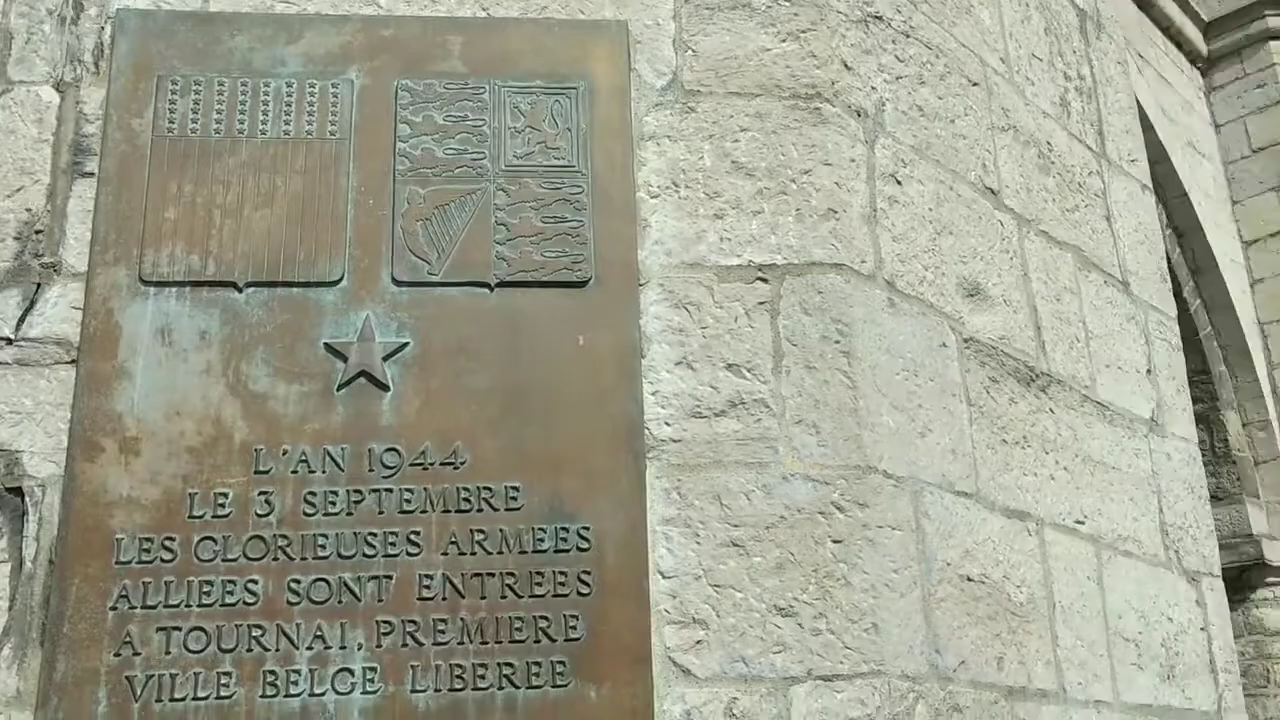 L'AN 1944
LE 3 SEPTEMBRE
LES GLORIEUSES ARMEES
ALLIEES SONT ENTREES
A TOURNAI, PREMIERE
VILLE BELGE LIBEREE